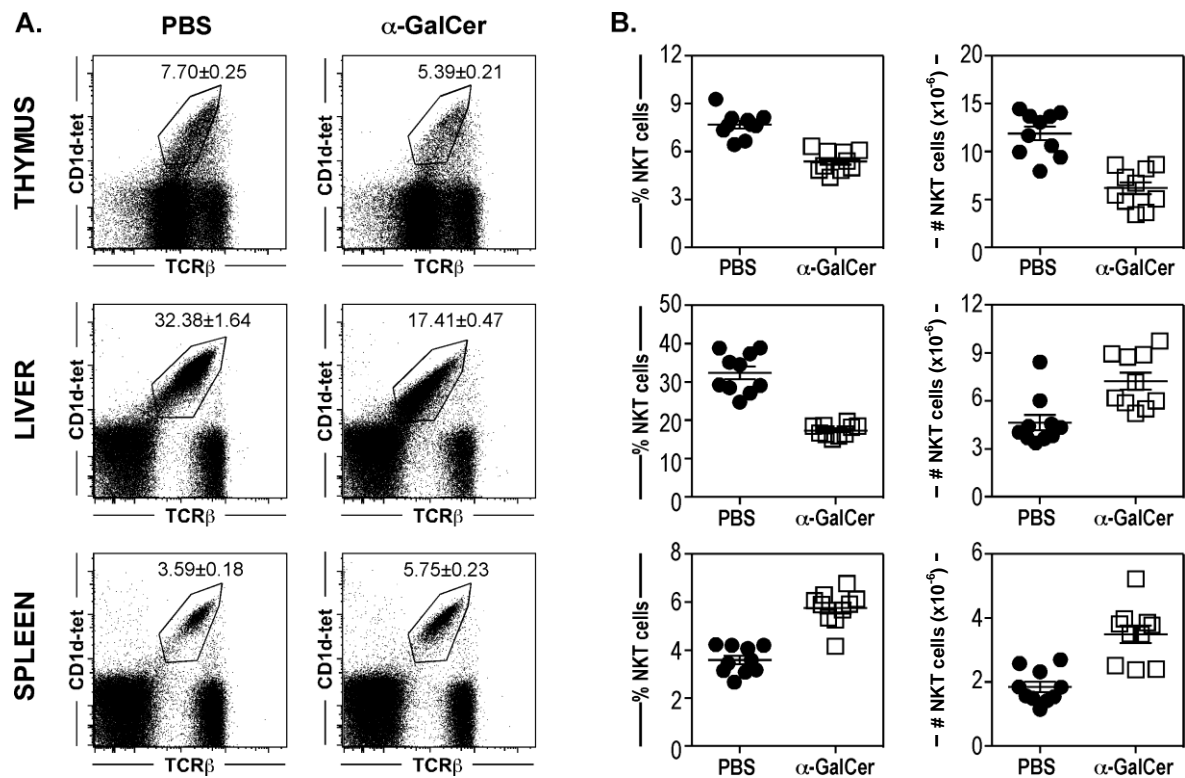 A.
PBS
α-GalCer
B.
THYMUS
7.70±0.25
5.39±0.21
CD1d-tet
CD1d-tet
TCRβ
TCRβ
% NKT cells
12
9
6
3
0
PBS
α-GalCer
# NKT cells (x10⁻⁶)
20
15
10
5
0
PBS
α-GalCer
LIVER
32.38±1.64
17.41±0.47
CD1d-tet
CD1d-tet
TCRβ
TCRβ
% NKT cells
50
40
30
20
10
0
PBS
α-GalCer
# NKT cells (x10⁻⁶)
12
9
6
3
0
PBS
α-GalCer
SPLEEN
3.59±0.18
5.75±0.23
CD1d-tet
CD1d-tet
TCRβ
TCRβ
% NKT cells
8
6
4
2
0
PBS
α-GalCer
# NKT cells (x10⁻⁶)
6
4
2
0
PBS
α-GalCer